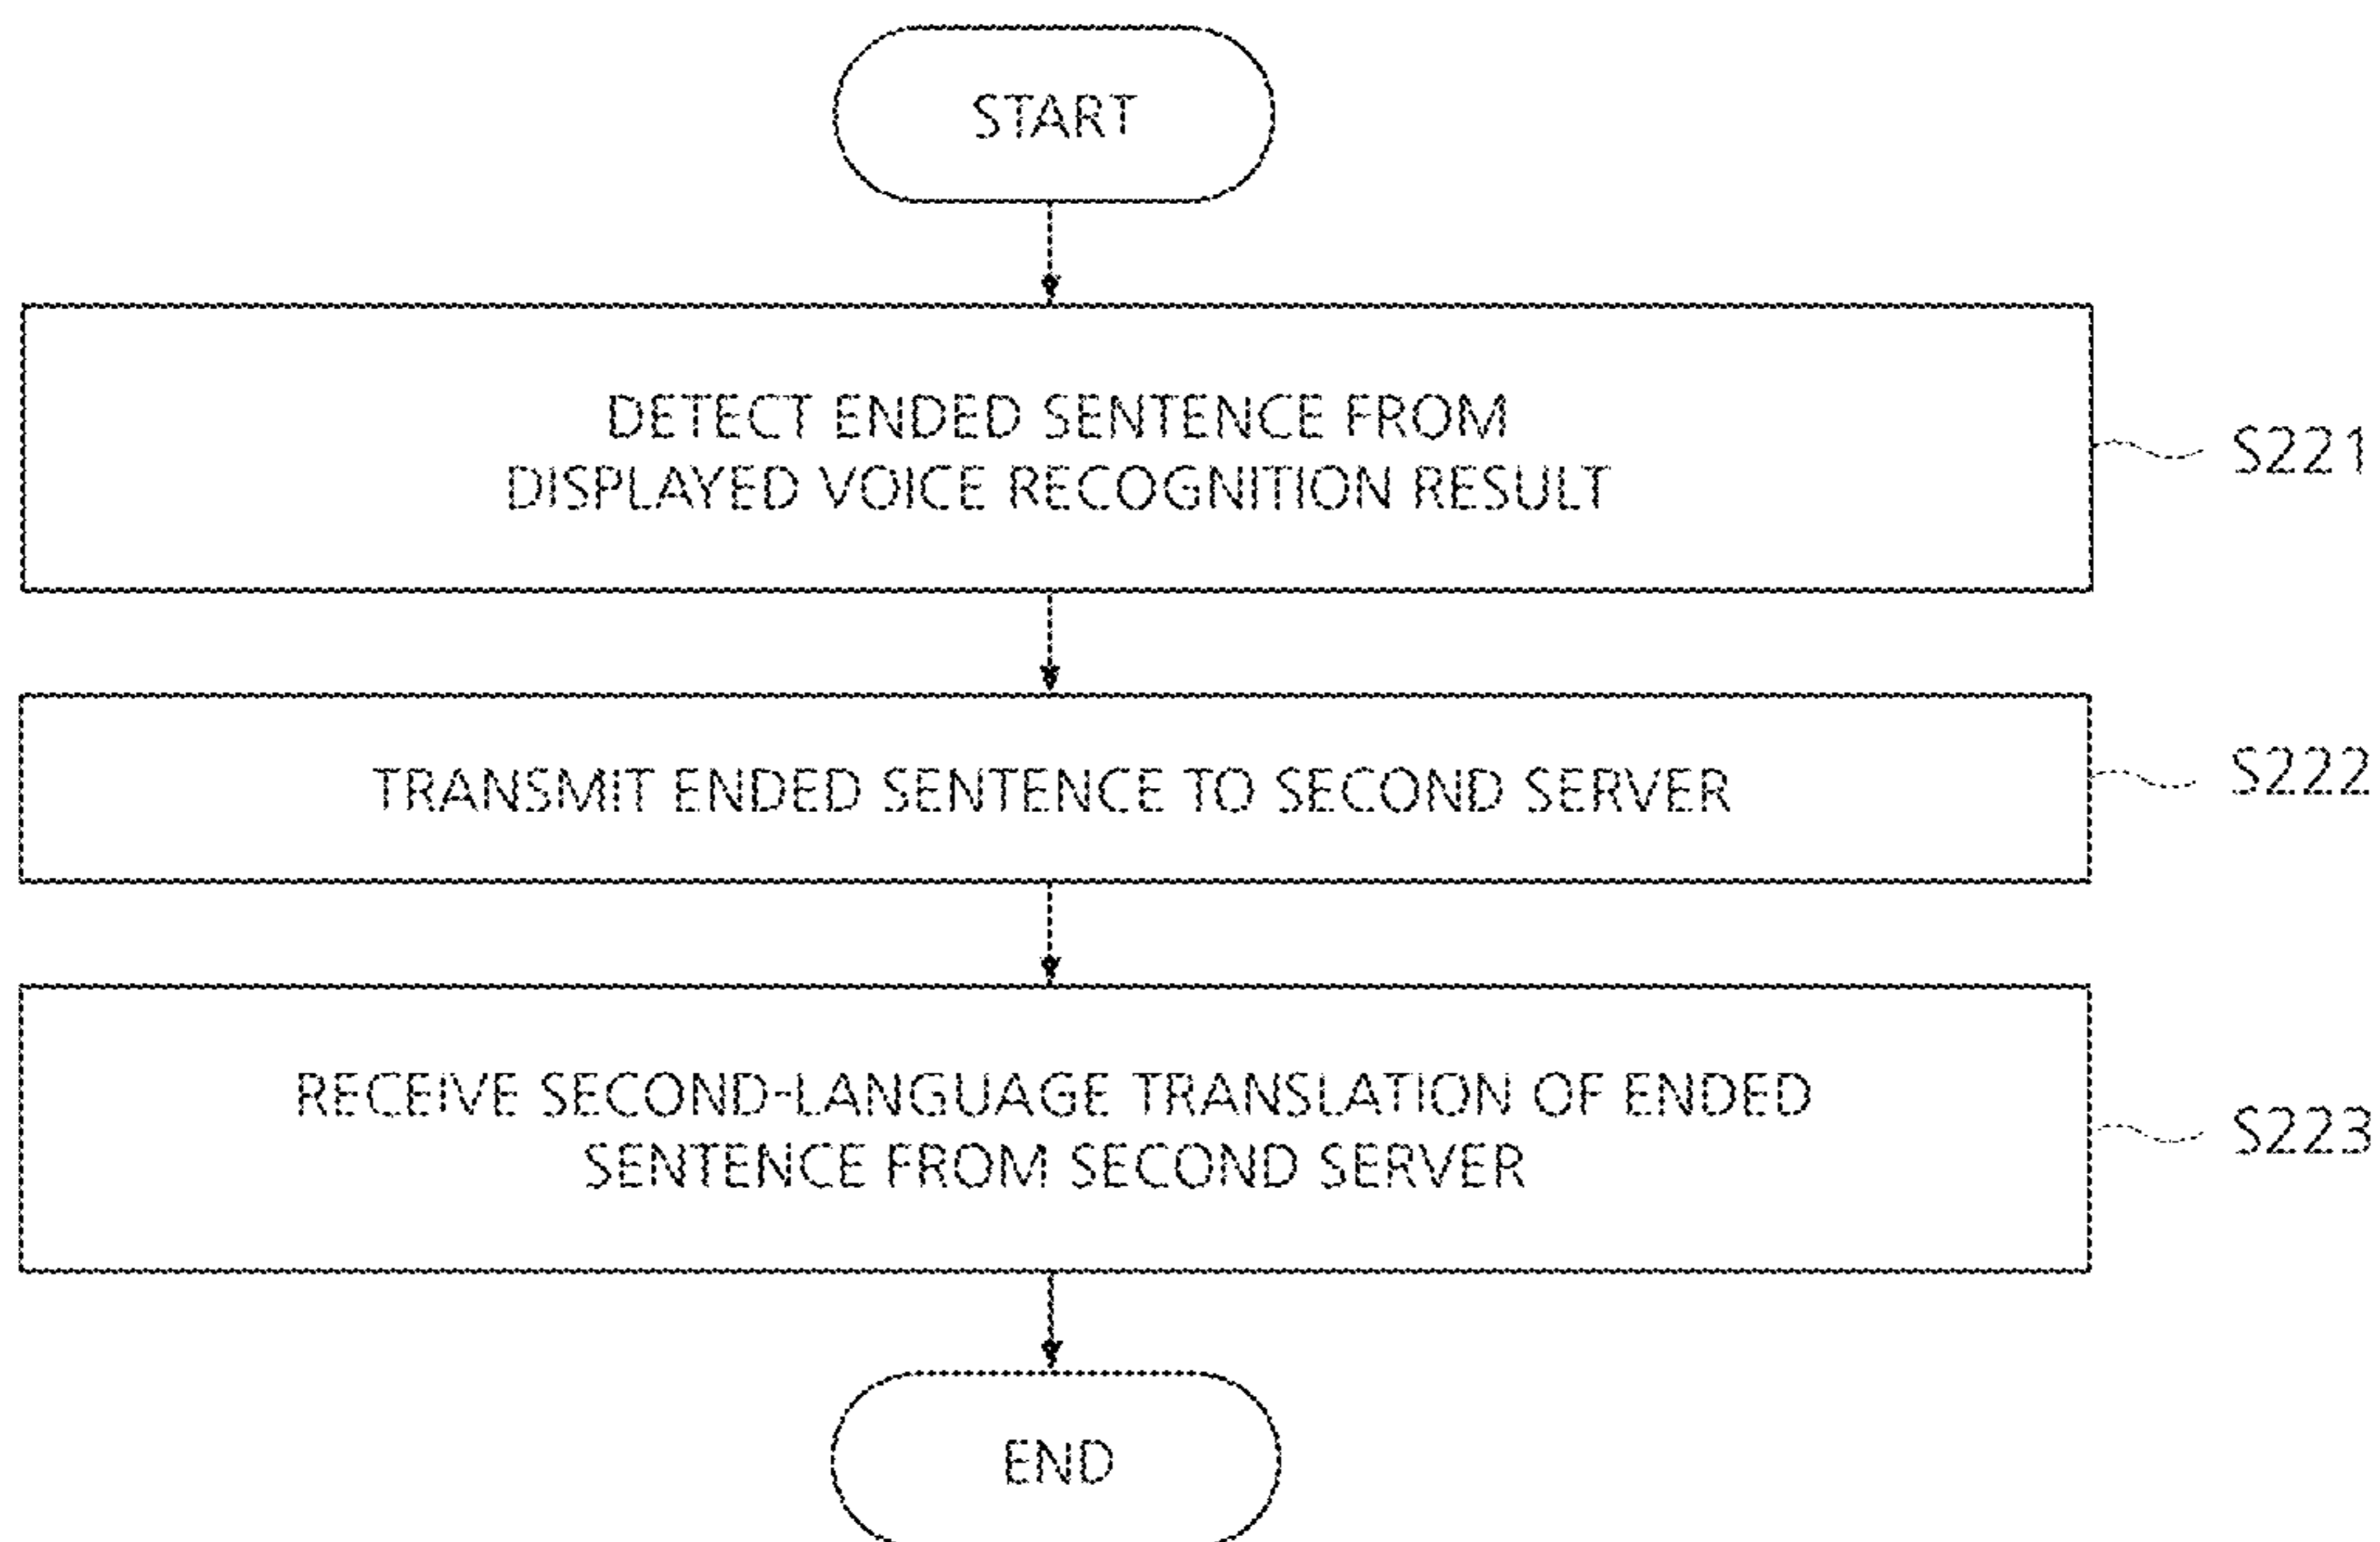 START
DETECT ENDED SENTENCE FROM
DISPLAYED VOICE RECOGNITION RESULT
S221
TRANSMIT ENDED SENTENCE TO SECOND SERVER
S222
RECEIVE SECOND-LANGUAGE TRANSLATION OF ENDED
SENTENCE FROM SECOND SERVER
S223
END